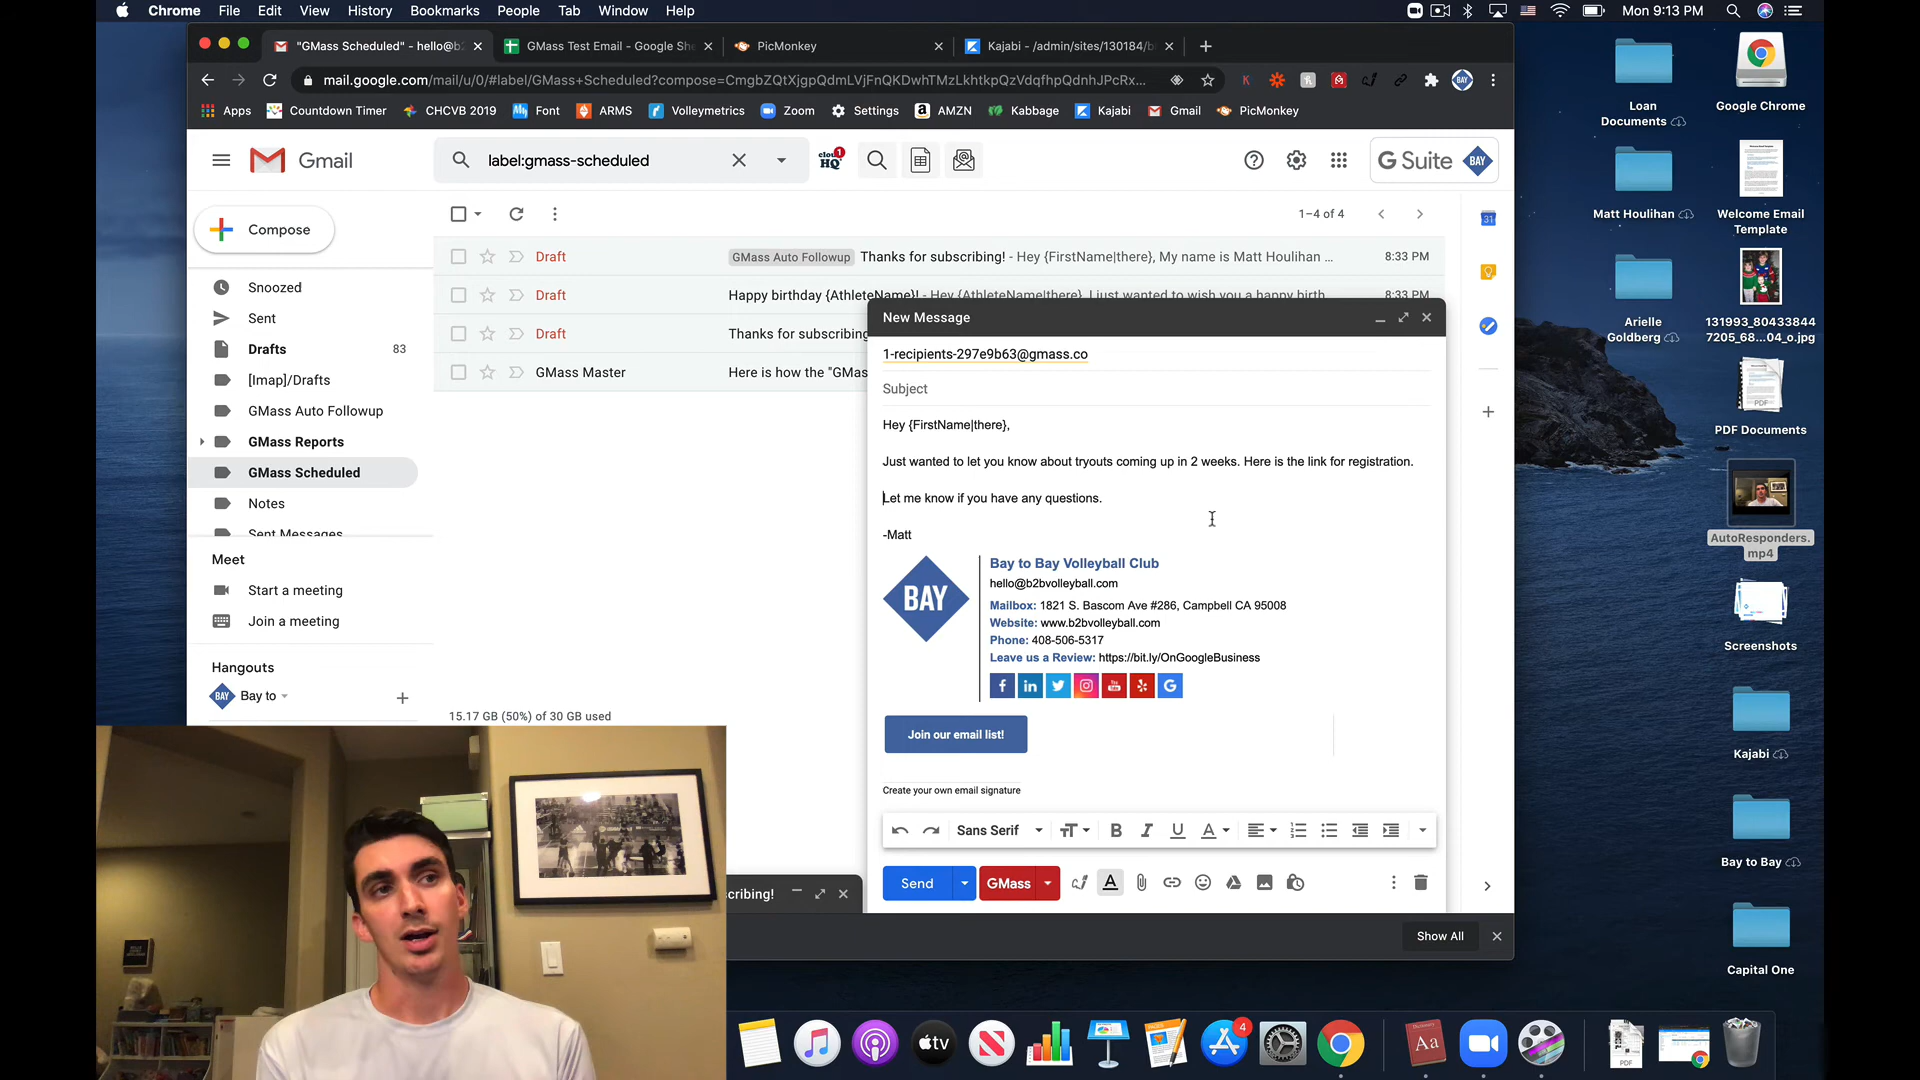 Chrome File Edit View History Bookmarks People Tab Window Help
Mon 9:13 PM
"GMass Scheduled" - hello@b2
GMass Test Email - Google She
PicMonkey
Kajabi - /admin/sites/130184/b
mail.google.com/mail/u/0/#label/GMass+Scheduled?compose=CmgbZQtXjgpQdmLVjFnQKDwhTMzLkhtkpQzVdqfhpQdnhJPcRx...
Apps Countdown Timer CHCVB 2019 Font ARMS Volleymetrics Zoom Settings AMZN Kabbage Kajabi Gmail PicMonkey
Gmail
label:gmass-scheduled
cloud HQ 1
G Suite BAY
Compose
1–4 of 4
Snoozed
Sent
Drafts 83
[Imap]/Drafts
GMass Auto Followup
GMass Reports
GMass Scheduled
Notes
Sent Messages
Meet
Start a meeting
Join a meeting
Hangouts
BAY Bay to
Draft GMass Auto Followup Thanks for subscribing! - Hey {FirstName|there}, My name is Matt Houlihan ... 8:33 PM
Draft Happy birthday {AthleteName}! - Hey {AthleteName|there}, I just wanted to wish you a happy birth... 8:33 PM
Draft Thanks for subscribing
GMass Master Here is how the "GMas
15.17 GB (50%) of 30 GB used
New Message
1-recipients-297e9b63@gmass.co
Subject
Hey {FirstName|there},
Just wanted to let you know about tryouts coming up in 2 weeks. Here is the link for registration.
Let me know if you have any questions.
-Matt
BAY
Bay to Bay Volleyball Club
hello@b2bvolleyball.com
Mailbox: 1821 S. Bascom Ave #286, Campbell CA 95008
Website: www.b2bvolleyball.com
Phone: 408-506-5317
Leave us a Review: https://bit.ly/OnGoogleBusiness
Join our email list!
Create your own email signature
Sans Serif
Send GMass
cribing!
Show All
Loan Documents
Google Chrome
Matt Houlihan
Welcome Email Template
Arielle Goldberg
131993_80433844
7205_68...04_o.jpg
PDF
PDF Documents
AutoResponders.
mp4
Screenshots
Kajabi
Bay to Bay
Capital One
tv
4
Aa
PDF